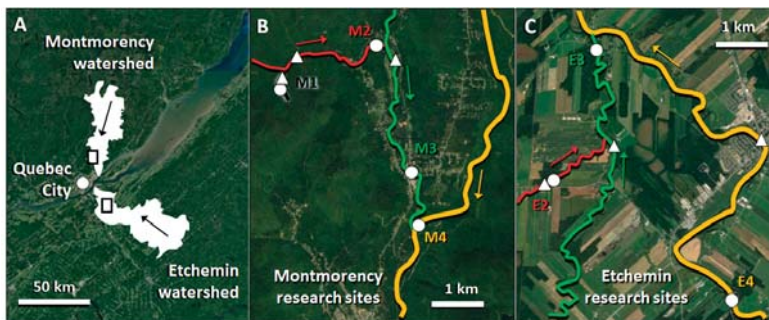 A
Montmorency
watershed
Quebec
City
50 km
Etchemin
watershed
B
M2
M1
M3
M4
Montmorency
research sites
1 km
C
1 km
E3
E2
Etchemin
research sites
E4